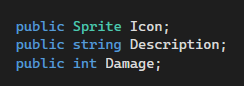 public Sprite Icon;
public string Description;
public int Damage;